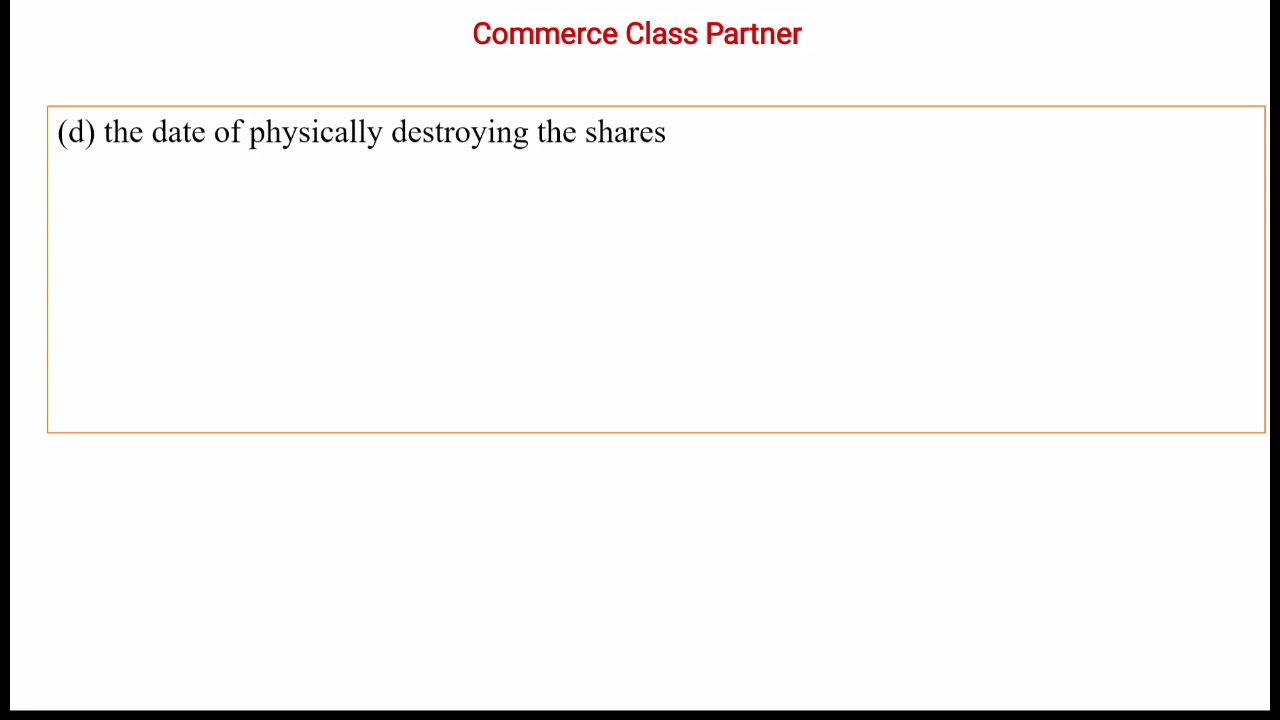 Commerce Class Partner
(d) the date of physically destroying the shares